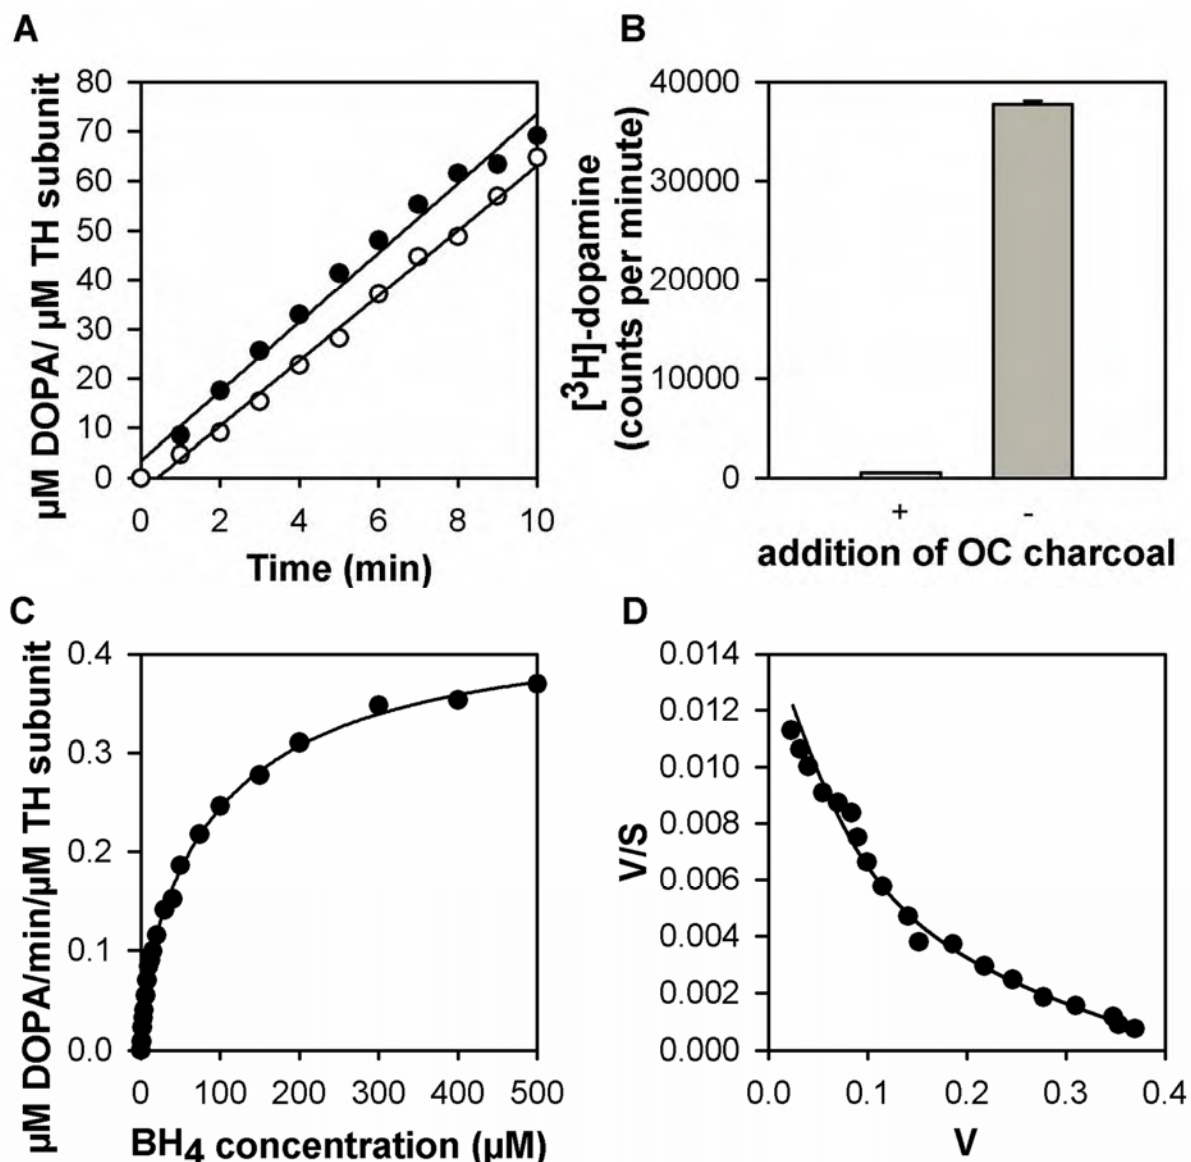 A
µM DOPA/ µM TH subunit
80
70
60
50
40
30
20
10
0
0 2 4 6 8 10
Time (min)
B
[3H]-dopamine
(counts per minute)
40000
30000
20000
10000
0
+ -
addition of OC charcoal
C
µM DOPA/min/µM TH subunit
0.4
0.3
0.2
0.1
0.0
0 100 200 300 400 500
BH4 concentration (µM)
D
V/S
0.014
0.012
0.010
0.008
0.006
0.004
0.002
0.000
0.0 0.1 0.2 0.3 0.4
V